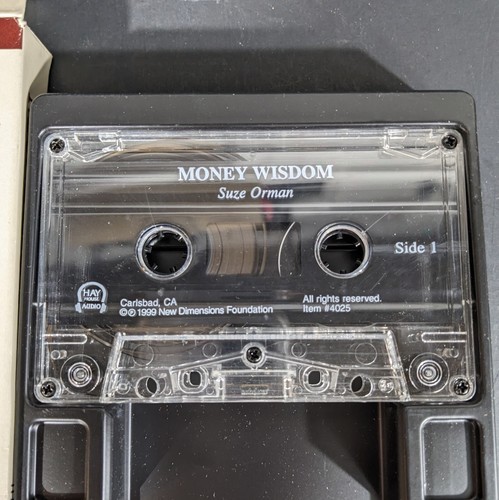 MONEY WISDOM
Suze Orman
Side 1
HAY
HOUSE
AUDIO
Carlsbad, CA
©℗ 1999 New Dimensions Foundation
All rights reserved.
Item #4025